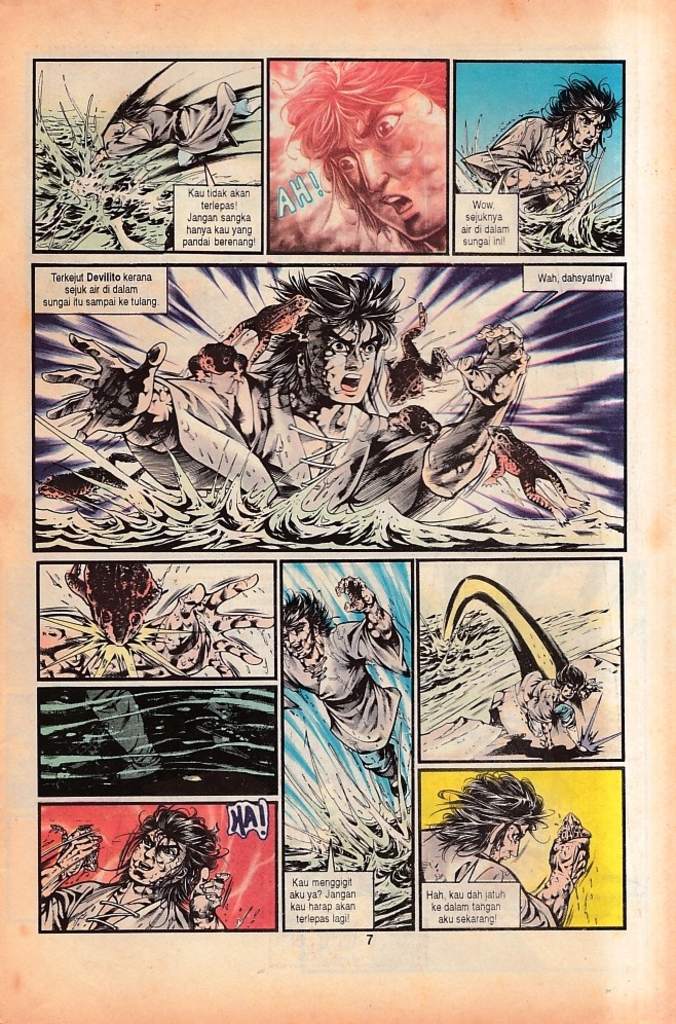 Kau tidak akan
terlepas!
Jangan sangka
hanya kau yang
pandai berenang!
AH!
Wow,
sejuknya
air di dalam
sungai ini!
Terkejut Devilito kerana
sejuk air di dalam
sungai itu sampai ke tulang.
Wah, dahsyatnya!
HA!
Kau menggigit
aku ya? Jangan
kau harap akan
terlepas lagi!
Hah, kau dah jatuh
ke dalam tangan
aku sekarang!
7